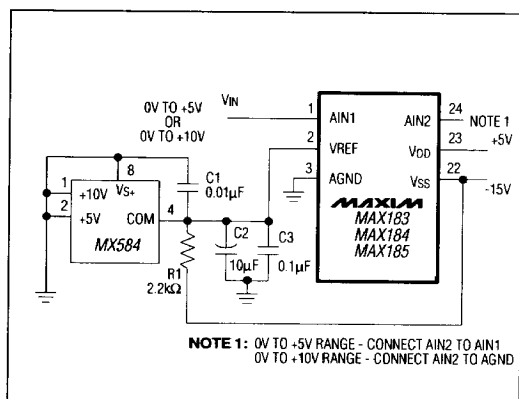 0V TO +5V
OR
0V TO +10V
VIN
1
AIN1
AIN2
24
NOTE 1
2
VREF
VDD
23
+5V
3
AGND
VSS
22
-15V
MAXIM
MAX183
MAX184
MAX185
8
VS+
1
+10V
2
+5V
COM
4
MX584
C1
0.01µF
R1
2.2kΩ
C2
10µF
C3
0.1µF
NOTE 1: 0V TO +5V RANGE - CONNECT AIN2 TO AIN1
0V TO +10V RANGE - CONNECT AIN2 TO AGND